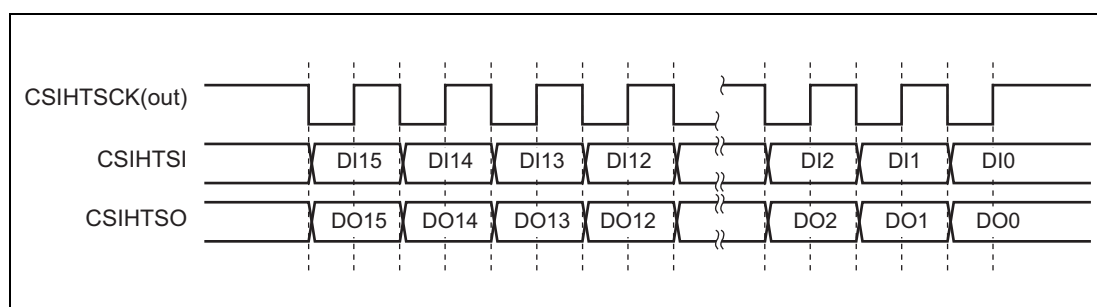 CSIHTSCK(out)
CSIHTSI DI15 DI14 DI13 DI12 DI2 DI1 DI0
CSIHTSO DO15 DO14 DO13 DO12 DO2 DO1 DO0